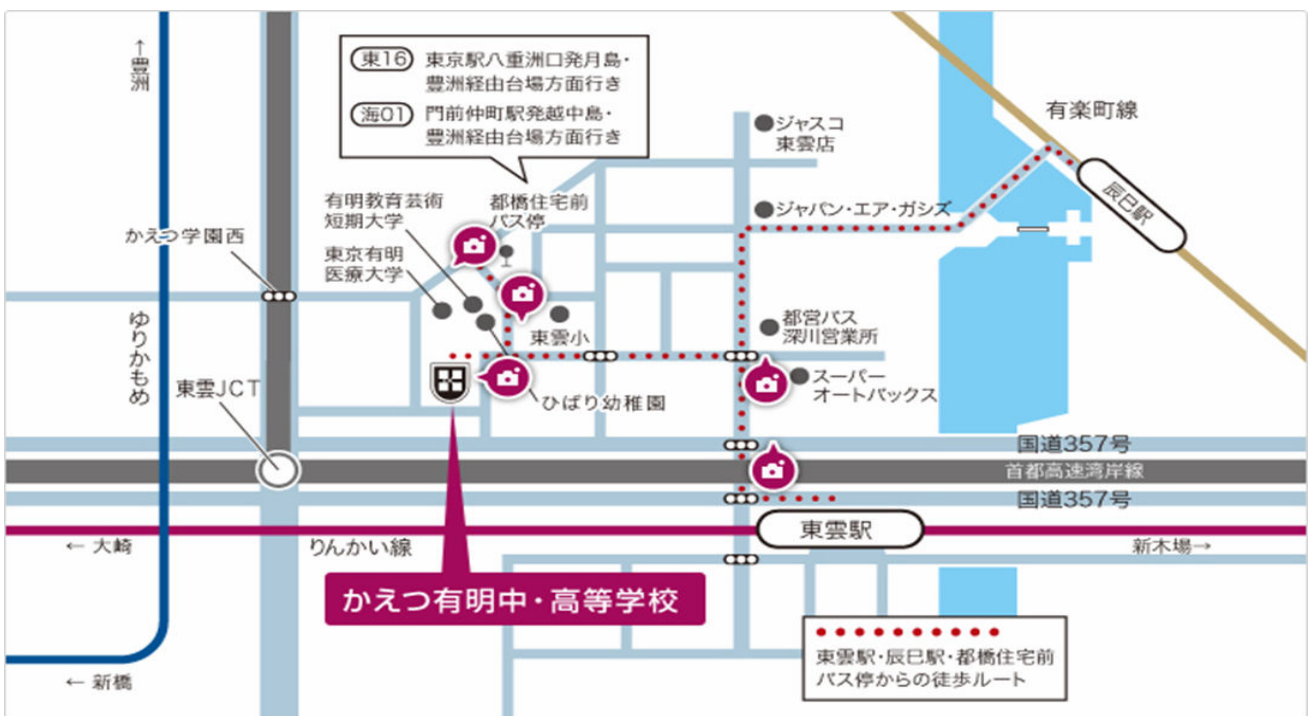 ←豊洲
東16 東京駅八重洲口発月島・
豊洲経由台場方面行き
海01 門前仲町駅発越中島・
豊洲経由台場方面行き
有楽町線
辰巳駅
ジャスコ
東雲店
有明教育芸術
短期大学
都橋住宅前
バス停
ジャパン・エア・ガシズ
かえつ学園西
東京有明
医療大学
ゆりかもめ
東雲小
都営バス
深川営業所
東雲JCT
ひばり幼稚園
スーパー
オートバックス
国道357号
首都高速湾岸線
国道357号
東雲駅
← 大崎
りんかい線
新木場→
かえつ有明中・高等学校
東雲駅・辰巳駅・都橋住宅前
バス停からの徒歩ルート
← 新橋